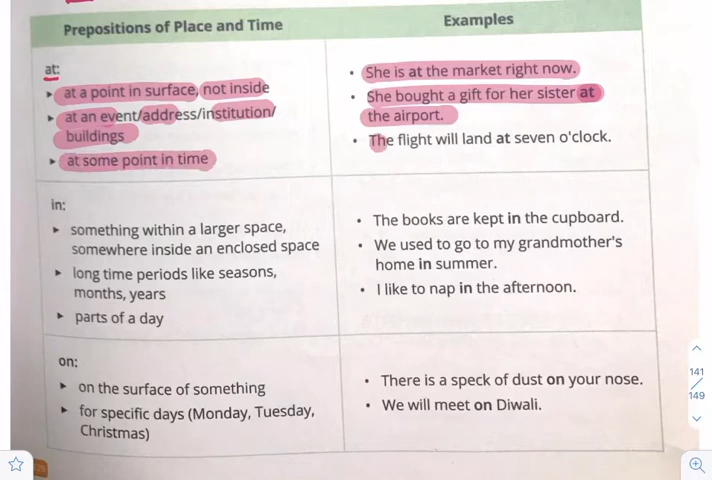 Prepositions of Place and Time
Examples
at:
▸ at a point in surface, not inside
▸ at an event/address/institution/
buildings
▸ at some point in time
• She is at the market right now.
• She bought a gift for her sister at
the airport.
• The flight will land at seven o'clock.
in:
▸ something within a larger space,
somewhere inside an enclosed space
▸ long time periods like seasons,
months, years
▸ parts of a day
• The books are kept in the cupboard.
• We used to go to my grandmother's
home in summer.
• I like to nap in the afternoon.
on:
▸ on the surface of something
▸ for specific days (Monday, Tuesday,
Christmas)
• There is a speck of dust on your nose.
• We will meet on Diwali.
141
/
149